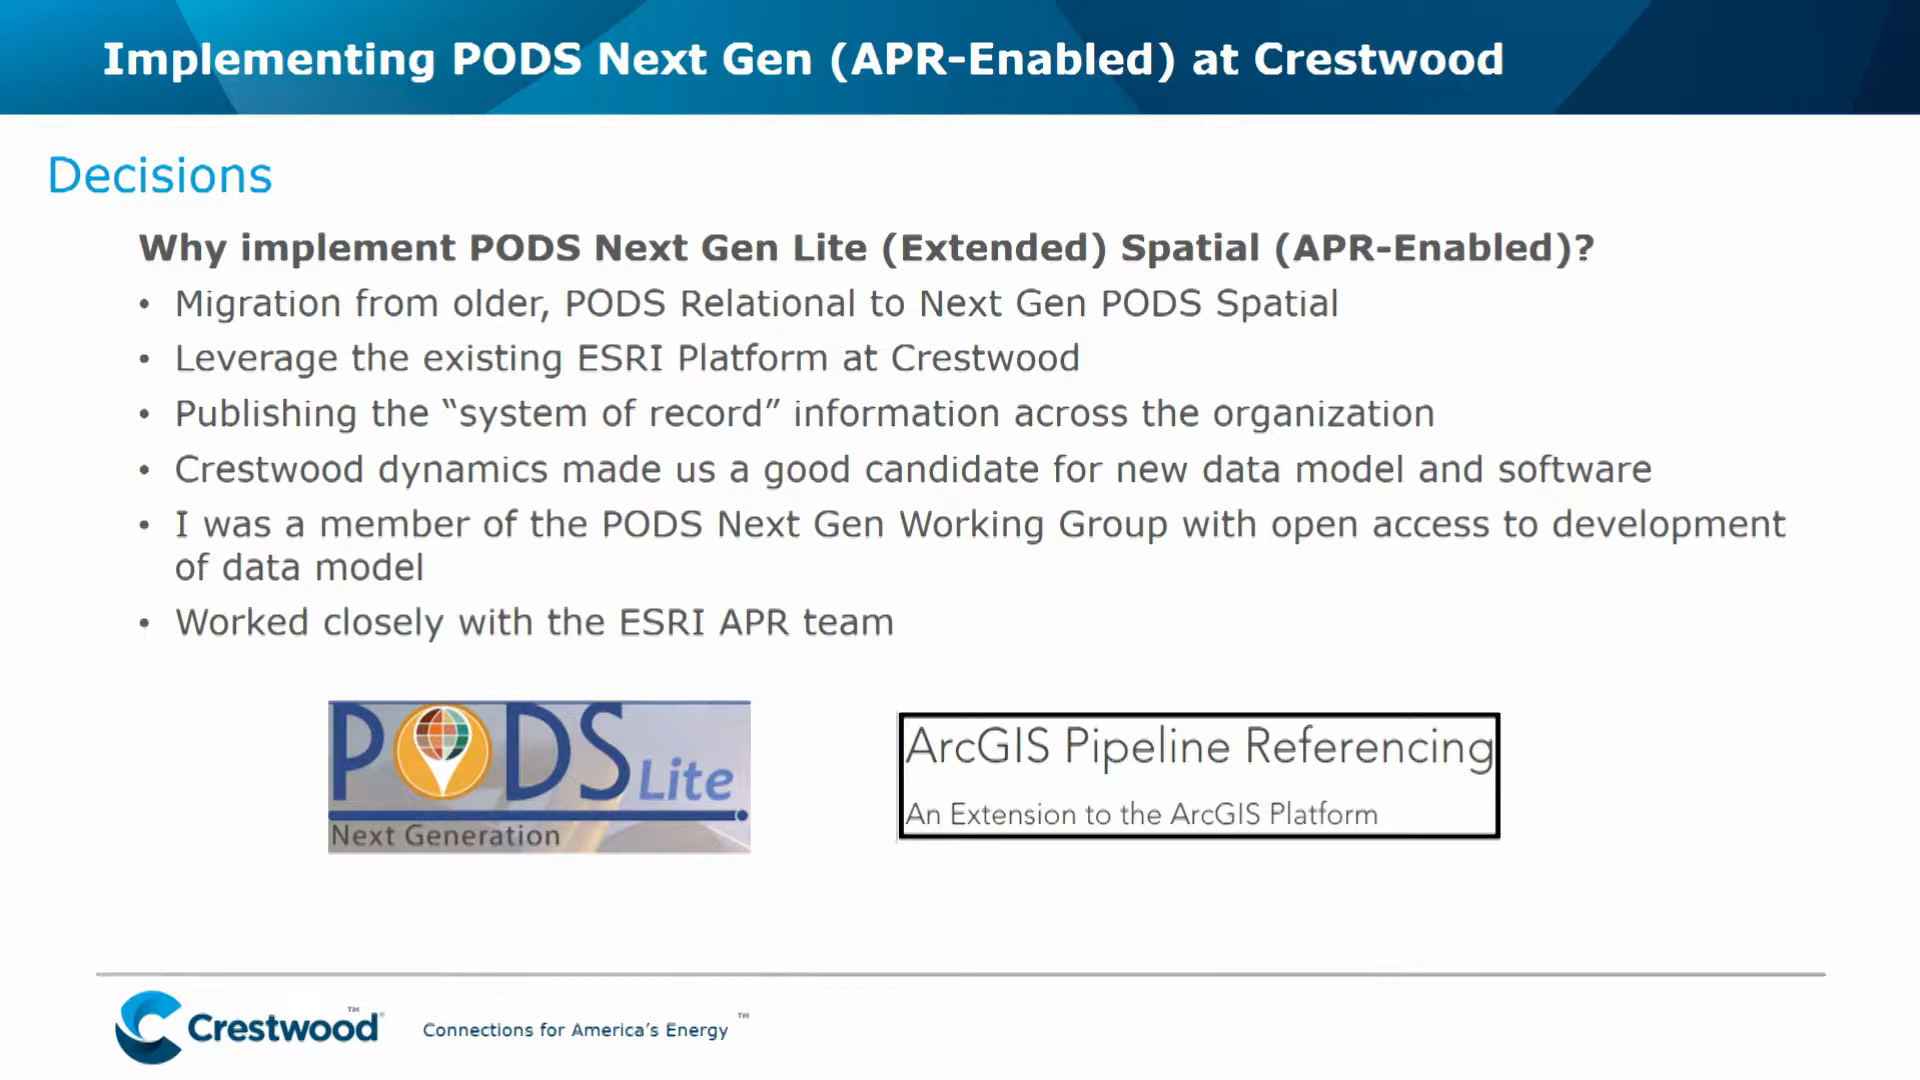 Implementing PODS Next Gen (APR-Enabled) at Crestwood
Decisions
Why implement PODS Next Gen Lite (Extended) Spatial (APR-Enabled)?
• Migration from older, PODS Relational to Next Gen PODS Spatial
• Leverage the existing ESRI Platform at Crestwood
• Publishing the “system of record” information across the organization
• Crestwood dynamics made us a good candidate for new data model and software
• I was a member of the PODS Next Gen Working Group with open access to development
of data model
• Worked closely with the ESRI APR team
PODS Lite
Next Generation
ArcGIS Pipeline Referencing
An Extension to the ArcGIS Platform
Crestwood™
Connections for America’s Energy ™